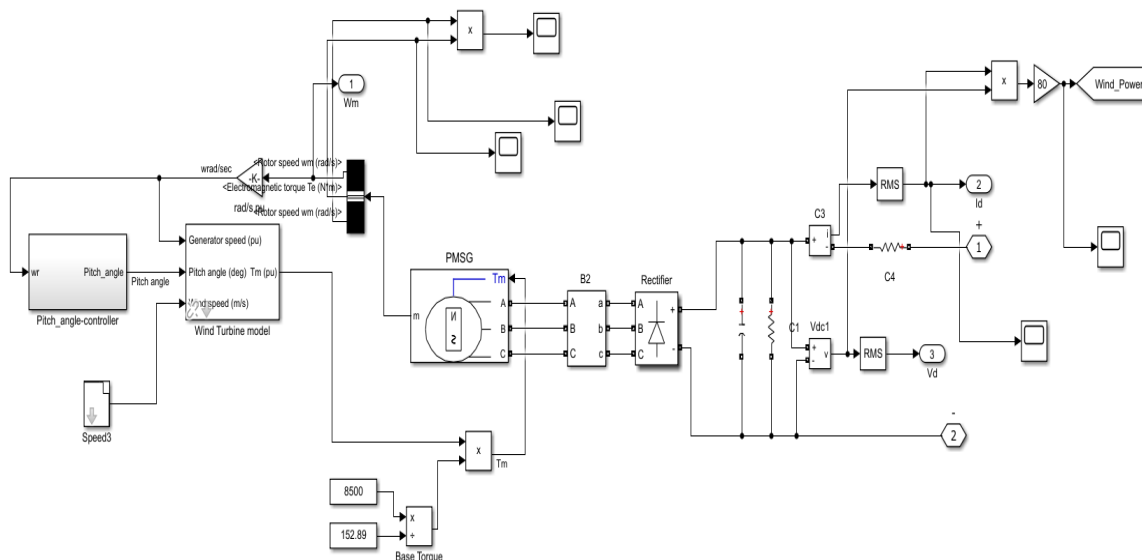 x
1
Wm
<Rotor speed wm (rad/s)>
wrad/sec
-K-
<Electromagnetic torque Te (N*m)>
rad/s pu
<Rotor speed wm (rad/s)>
wr
Pitch_angle
Pitch angle
Pitch_angle-controller
Generator speed (pu)
Pitch angle (deg)
Tm (pu)
Wind speed (m/s)
Wind Turbine model
Speed3
8500
152.89
x
÷
Base Torque
x
Tm
PMSG
Tm
m
N
S
A
B
C
B2
A
B
C
a
b
c
Rectifier
A
B
C
+
-
C1
C3
+
-
i
C4
RMS
2
Id
+
1
Vdc1
+
-
v
RMS
3
Vd
-
2
x
80
Wind_Power